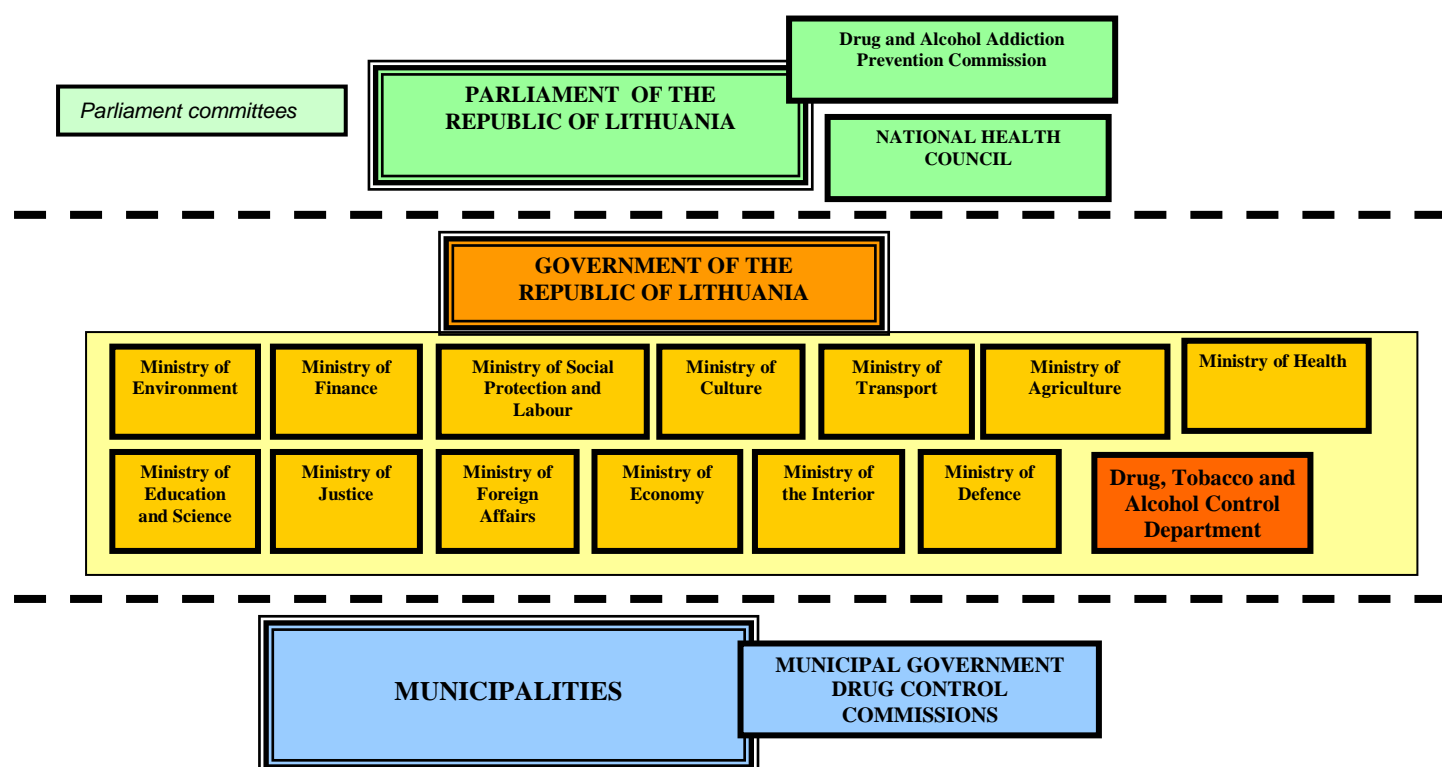 Drug and Alcohol Addiction
Prevention Commission
Parliament committees
PARLIAMENT OF THE
REPUBLIC OF LITHUANIA
NATIONAL HEALTH
COUNCIL
GOVERNMENT OF THE
REPUBLIC OF LITHUANIA
Ministry of
Environment
Ministry of
Finance
Ministry of Social
Protection and
Labour
Ministry of
Culture
Ministry of
Transport
Ministry of
Agriculture
Ministry of Health
Ministry of
Education
and Science
Ministry of
Justice
Ministry of
Foreign
Affairs
Ministry of
Economy
Ministry of
the Interior
Ministry of
Defence
Drug, Tobacco and
Alcohol Control
Department
MUNICIPALITIES
MUNICIPAL GOVERNMENT
DRUG CONTROL
COMMISSIONS